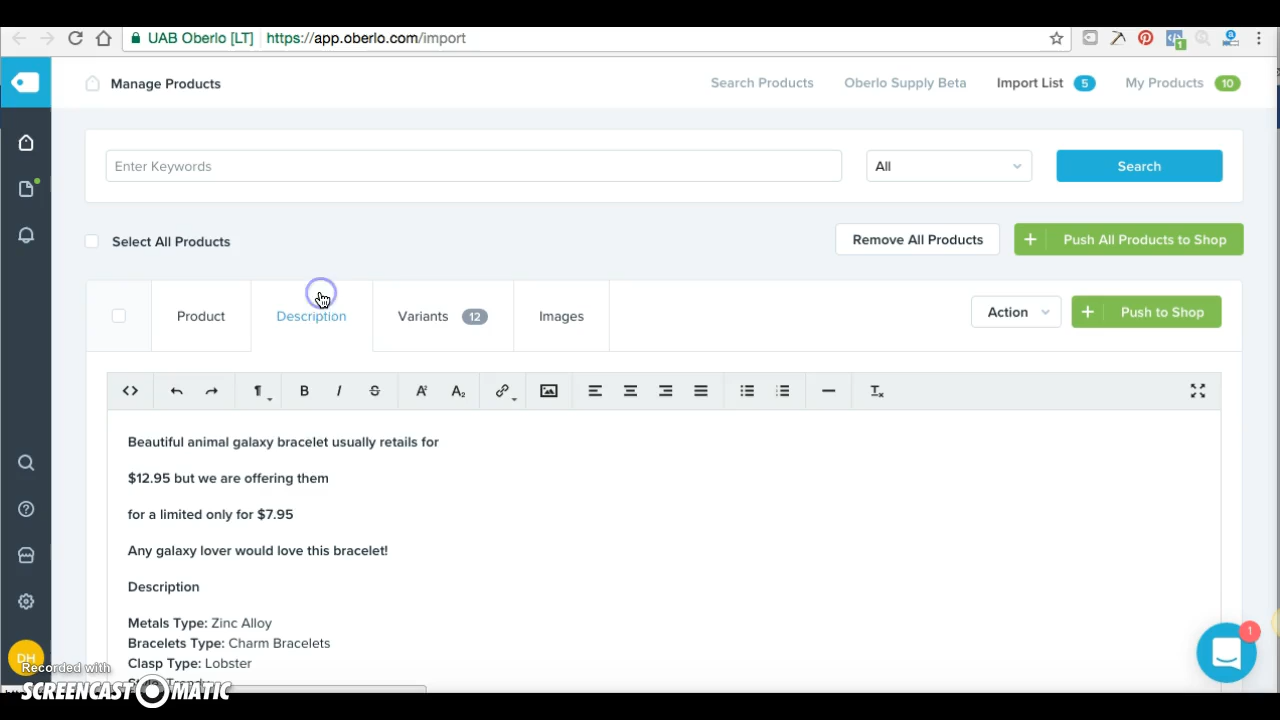 UAB Oberlo [LT] https://app.oberlo.com/import
1
Manage Products
Search Products
Oberlo Supply Beta
Import List 5
My Products 10
Enter Keywords
All
Search
Select All Products
Remove All Products
+ Push All Products to Shop
Product
Description
Variants 12
Images
Action
+ Push to Shop
Beautiful animal galaxy bracelet usually retails for
$12.95 but we are offering them
for a limited only for $7.95
Any galaxy lover would love this bracelet!
Description
Metals Type: Zinc Alloy
Bracelets Type: Charm Bracelets
Clasp Type: Lobster
1
DH
Recorded with
SCREENCAST-O-MATIC